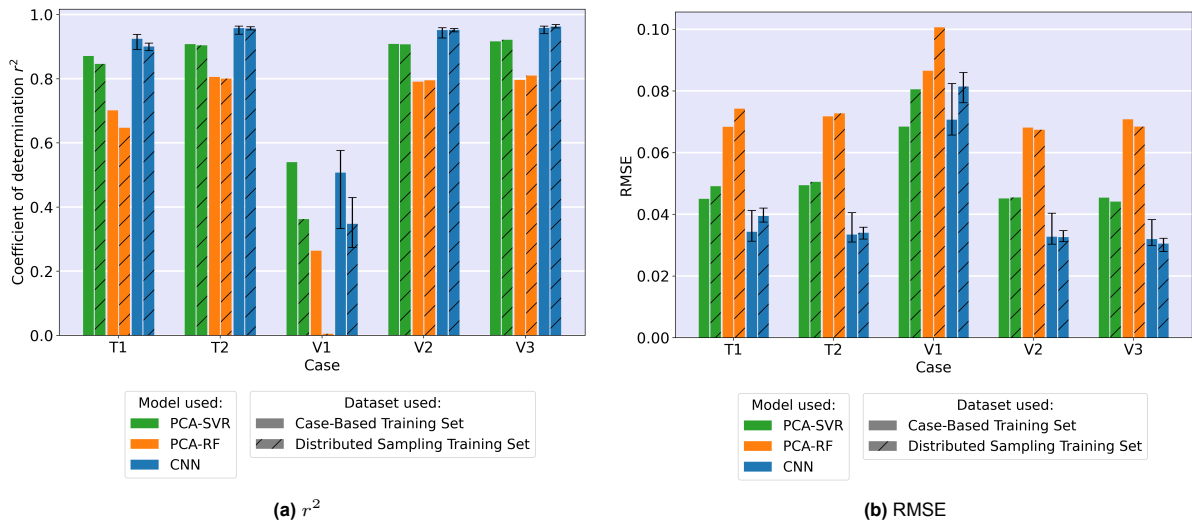 1.0
0.8
0.6
0.4
0.2
0.0
Coefficient of determination r²
T1 T2 V1 V2 V3
Case
Model used:
PCA-SVR
PCA-RF
CNN
Dataset used:
Case-Based Training Set
Distributed Sampling Training Set
(a) r²
0.10
0.08
0.06
0.04
0.02
0.00
RMSE
T1 T2 V1 V2 V3
Case
Model used:
PCA-SVR
PCA-RF
CNN
Dataset used:
Case-Based Training Set
Distributed Sampling Training Set
(b) RMSE